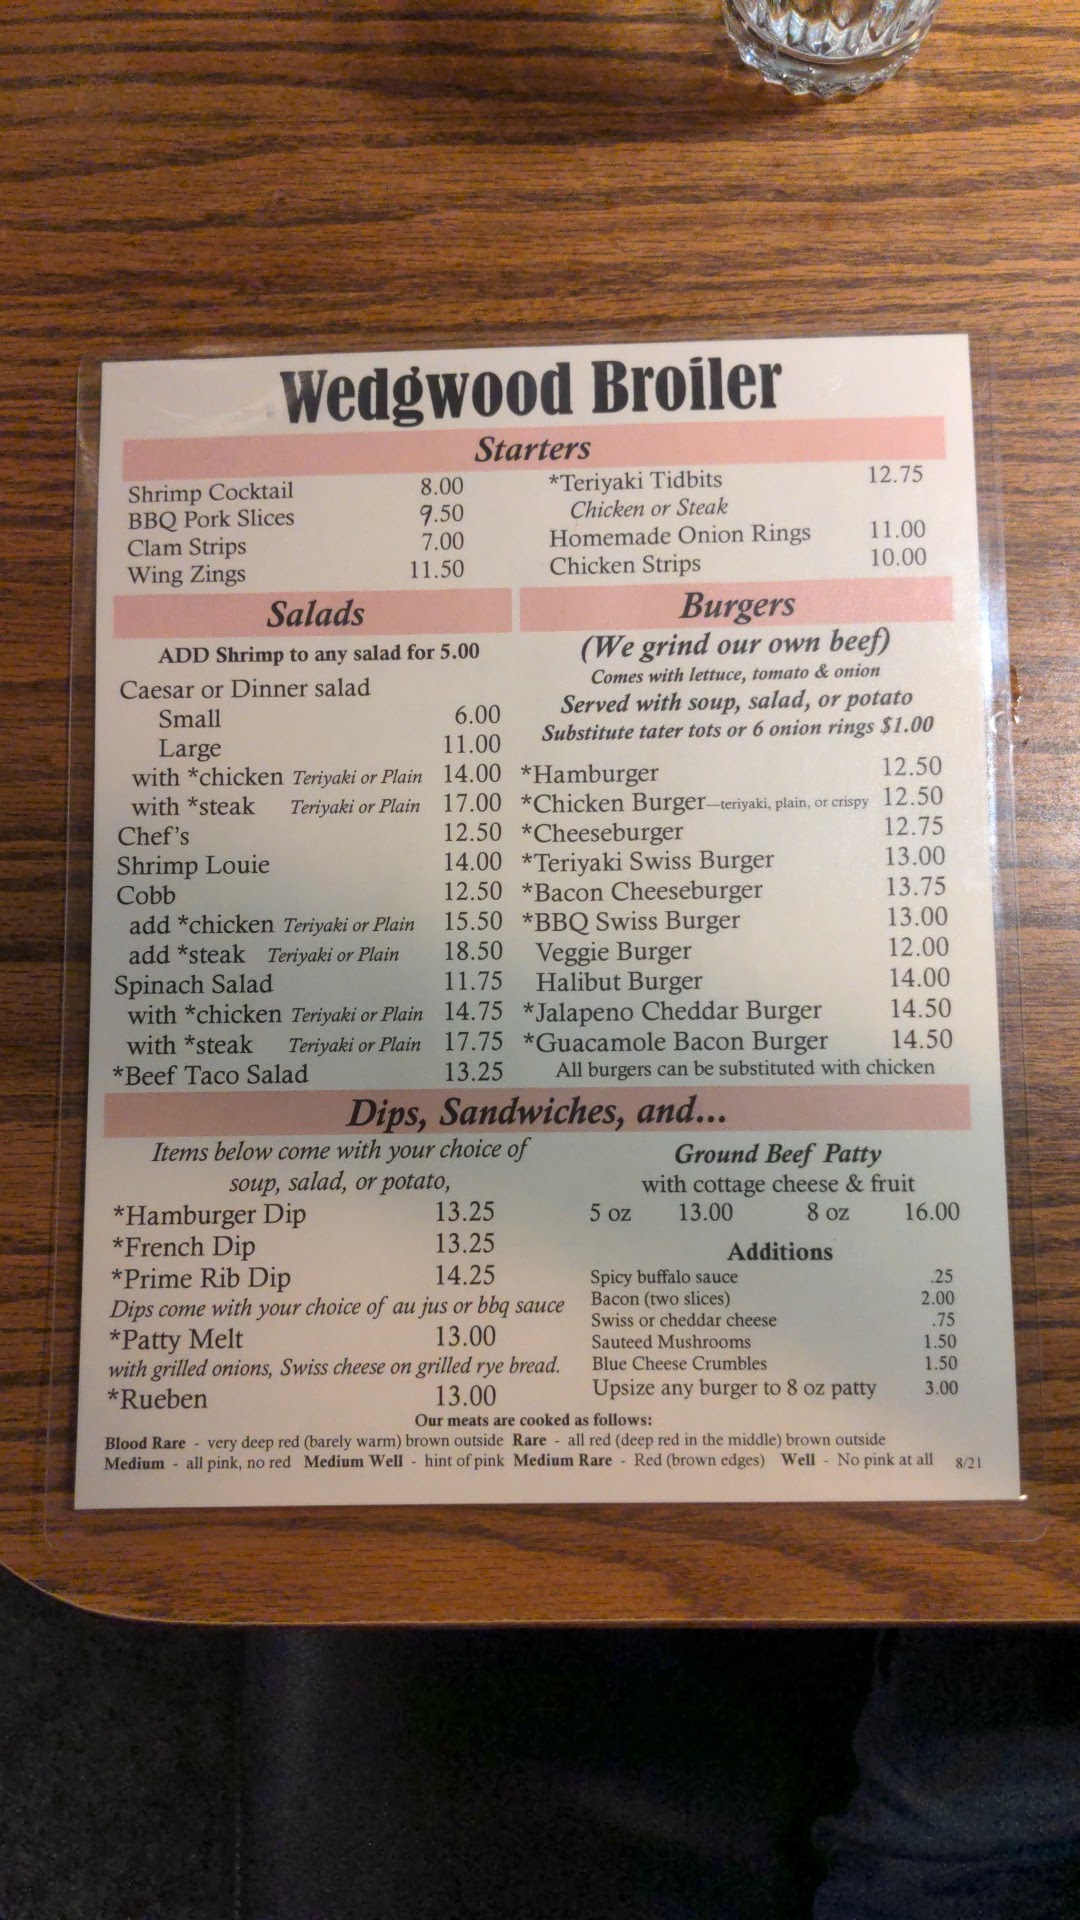 Wedgwood Broiler
Starters
Shrimp Cocktail 8.00
BBQ Pork Slices 9.50
Clam Strips 7.00
Wing Zings 11.50
*Teriyaki Tidbits 12.75
Chicken or Steak
Homemade Onion Rings 11.00
Chicken Strips 10.00
Salads
ADD Shrimp to any salad for 5.00
Caesar or Dinner salad
Small 6.00
Large 11.00
with *chicken Teriyaki or Plain 14.00
with *steak Teriyaki or Plain 17.00
Chef's 12.50
Shrimp Louie 14.00
Cobb 12.50
add *chicken Teriyaki or Plain 15.50
add *steak Teriyaki or Plain 18.50
Spinach Salad 11.75
with *chicken Teriyaki or Plain 14.75
with *steak Teriyaki or Plain 17.75
*Beef Taco Salad 13.25
Burgers
(We grind our own beef)
Comes with lettuce, tomato & onion
Served with soup, salad, or potato
Substitute tater tots or 6 onion rings $1.00
*Hamburger 12.50
*Chicken Burger—teriyaki, plain, or crispy 12.50
*Cheeseburger 12.75
*Teriyaki Swiss Burger 13.00
*Bacon Cheeseburger 13.75
*BBQ Swiss Burger 13.00
Veggie Burger 12.00
Halibut Burger 14.00
*Jalapeno Cheddar Burger 14.50
*Guacamole Bacon Burger 14.50
All burgers can be substituted with chicken
Dips, Sandwiches, and...
Items below come with your choice of
soup, salad, or potato,
*Hamburger Dip 13.25
*French Dip 13.25
*Prime Rib Dip 14.25
Dips come with your choice of au jus or bbq sauce
*Patty Melt 13.00
with grilled onions, Swiss cheese on grilled rye bread.
*Rueben 13.00
Ground Beef Patty
with cottage cheese & fruit
5 oz 13.00 8 oz 16.00
Additions
Spicy buffalo sauce .25
Bacon (two slices) 2.00
Swiss or cheddar cheese .75
Sauteed Mushrooms 1.50
Blue Cheese Crumbles 1.50
Upsize any burger to 8 oz patty 3.00
Our meats are cooked as follows:
Blood Rare - very deep red (barely warm) brown outside Rare - all red (deep red in the middle) brown outside
Medium - all pink, no red Medium Well - hint of pink Medium Rare - Red (brown edges) Well - No pink at all 8/21